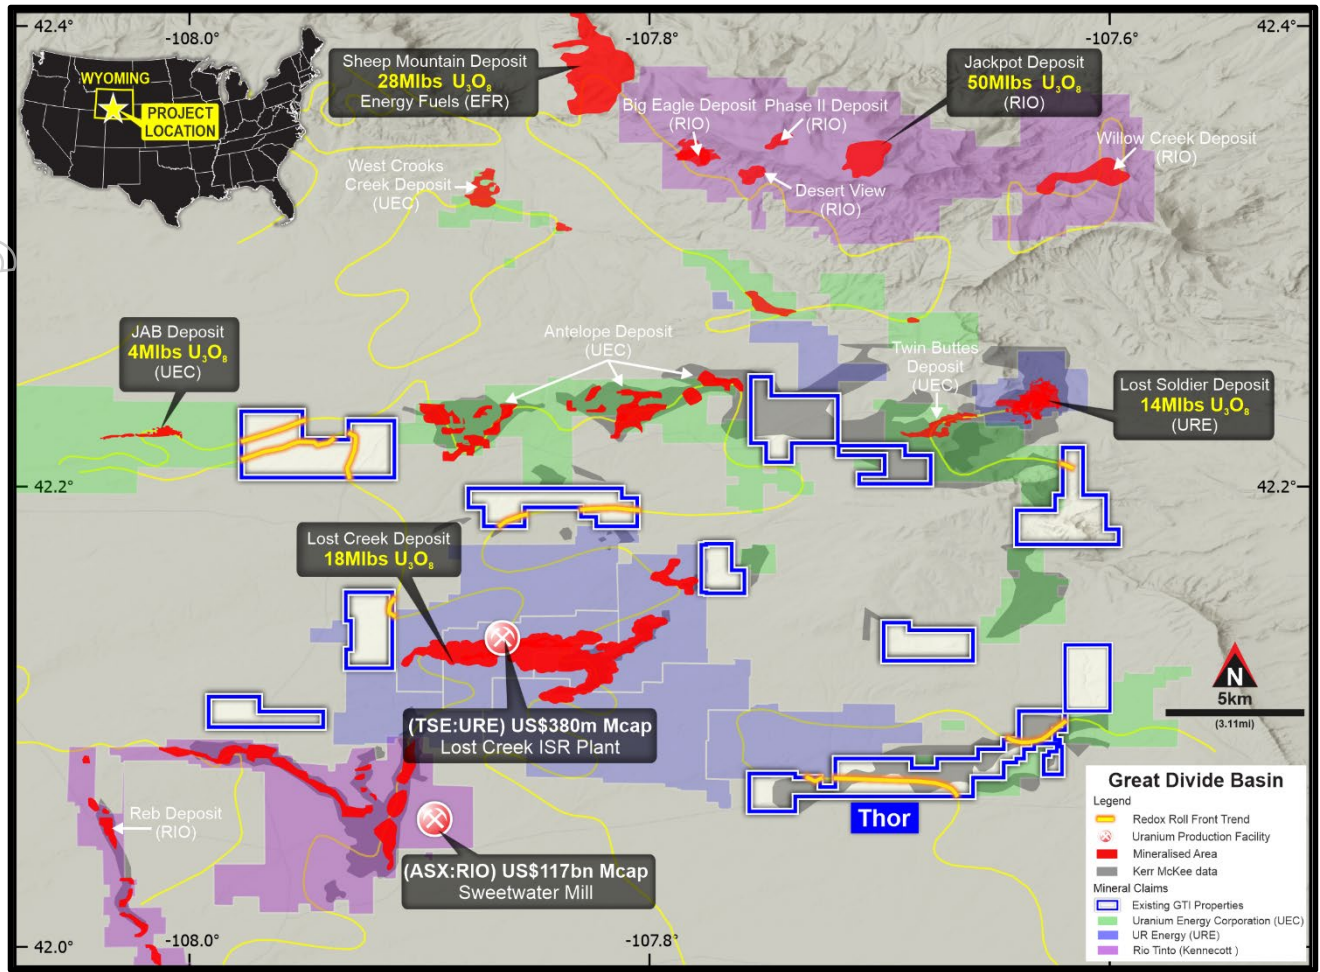 42.4°
-108.0°
-107.8°
-107.6°
42.4°
WYOMING
PROJECT
LOCATION
Sheep Mountain Deposit
28Mlbs U₃O₈
Energy Fuels (EFR)
Jackpot Deposit
50Mlbs U₃O₈
(RIO)
Big Eagle Deposit
(RIO)
Phase II Deposit
(RIO)
Willow Creek Deposit
(RIO)
West Crooks
Creek Deposit
(UEC)
Desert View
(RIO)
JAB Deposit
4Mlbs U₃O₈
(UEC)
Antelope Deposit
(UEC)
Twin Buttes
Deposit
(UEC)
Lost Soldier Deposit
14Mlbs U₃O₈
(URE)
42.2°
42.2°
Lost Creek Deposit
18Mlbs U₃O₈
(TSE:URE) US$380m Mcap
Lost Creek ISR Plant
N
5km
(3.11mi)
Reb Deposit
(RIO)
Thor
(ASX:RIO) US$117bn Mcap
Sweetwater Mill
Great Divide Basin
Legend
Redox Roll Front Trend
Uranium Production Facility
Mineralised Area
Kerr McKee data
Mineral Claims
Existing GTI Properties
Uranium Energy Corporation (UEC)
UR Energy (URE)
Rio Tinto (Kennecott )
42.0°
-108.0°
-107.8°